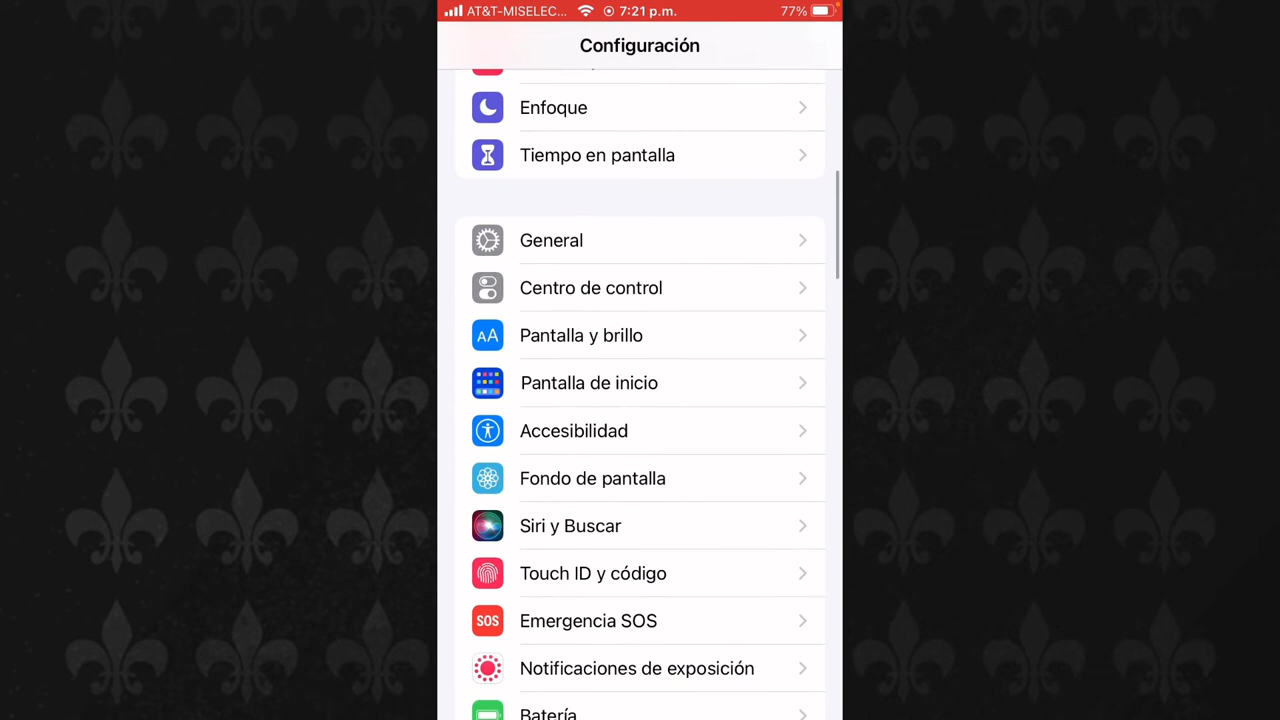 AT&T-MISELEC... 7:21 p.m. 77%
Configuración
Enfoque
Tiempo en pantalla
General
Centro de control
AA Pantalla y brillo
Pantalla de inicio
Accesibilidad
Fondo de pantalla
Siri y Buscar
Touch ID y código
SOS Emergencia SOS
Notificaciones de exposición
Batería